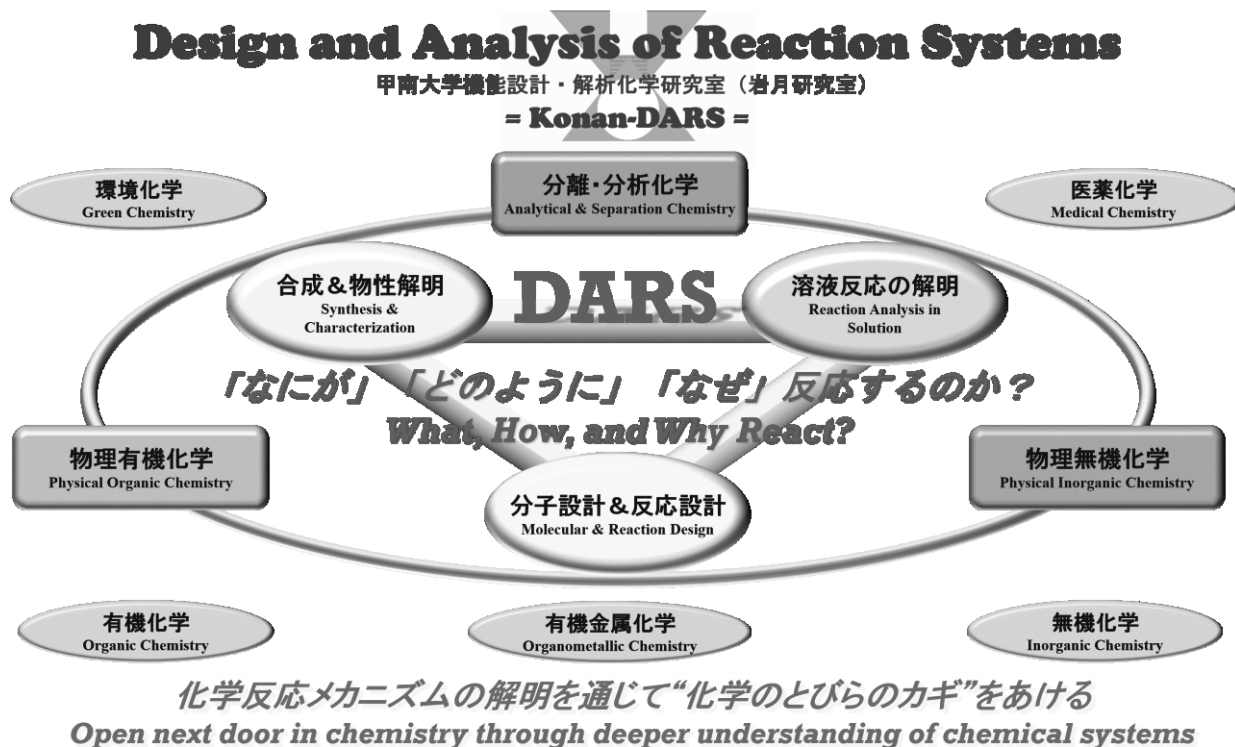 Design and Analysis of Reaction Systems
甲南大学機能設計・解析化学研究室（岩月研究室）
= Konan-DARS =
環境化学
Green Chemistry
分離・分析化学
Analytical & Separation Chemistry
医薬化学
Medical Chemistry
合成＆物性解明
Synthesis &
Characterization
DARS
溶液反応の解明
Reaction Analysis in
Solution
「なにが」「どのように」「なぜ」反応するのか？
What, How, and Why React?
物理有機化学
Physical Organic Chemistry
分子設計＆反応設計
Molecular & Reaction Design
物理無機化学
Physical Inorganic Chemistry
有機化学
Organic Chemistry
有機金属化学
Organometallic Chemistry
無機化学
Inorganic Chemistry
化学反応メカニズムの解明を通じて“化学のとびらのカギ”をあける
Open next door in chemistry through deeper understanding of chemical systems